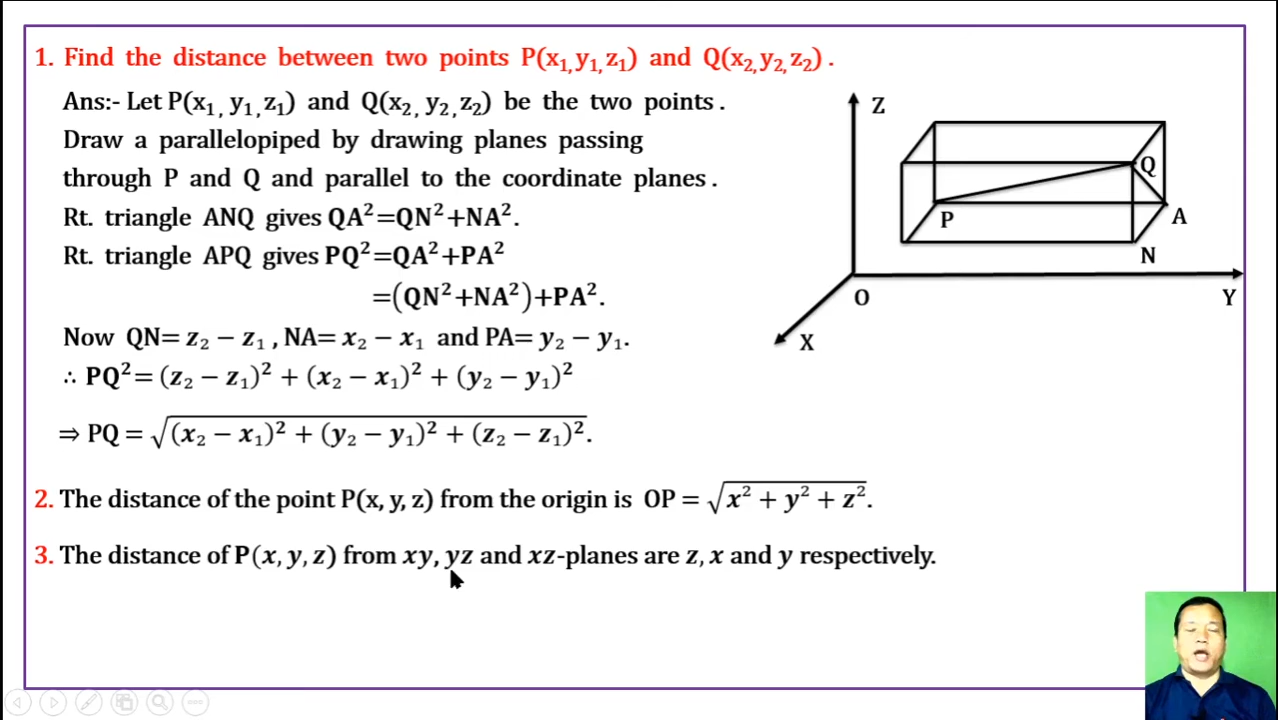 1. Find the distance between two points P(x₁,y₁,z₁) and Q(x₂,y₂,z₂) .
Ans:- Let P(x₁, y₁,z₁) and Q(x₂, y₂,z₂) be the two points .
Draw a parallelopiped by drawing planes passing
through P and Q and parallel to the coordinate planes .
Rt. triangle ANQ gives QA²=QN²+NA².
Rt. triangle APQ gives PQ²=QA²+PA²
=(QN²+NA²)+PA².
Now QN= z₂ − z₁ , NA= x₂ − x₁ and PA= y₂ − y₁.
∴ PQ²= (z₂ − z₁)² + (x₂ − x₁)² + (y₂ − y₁)²
⇒ PQ = √(x₂ − x₁)² + (y₂ − y₁)² + (z₂ − z₁)².
2. The distance of the point P(x, y, z) from the origin is OP = √x² + y² + z².
3. The distance of P(x, y, z) from xy, yz and xz-planes are z, x and y respectively.
Z
Q
P
A
N
O
Y
X